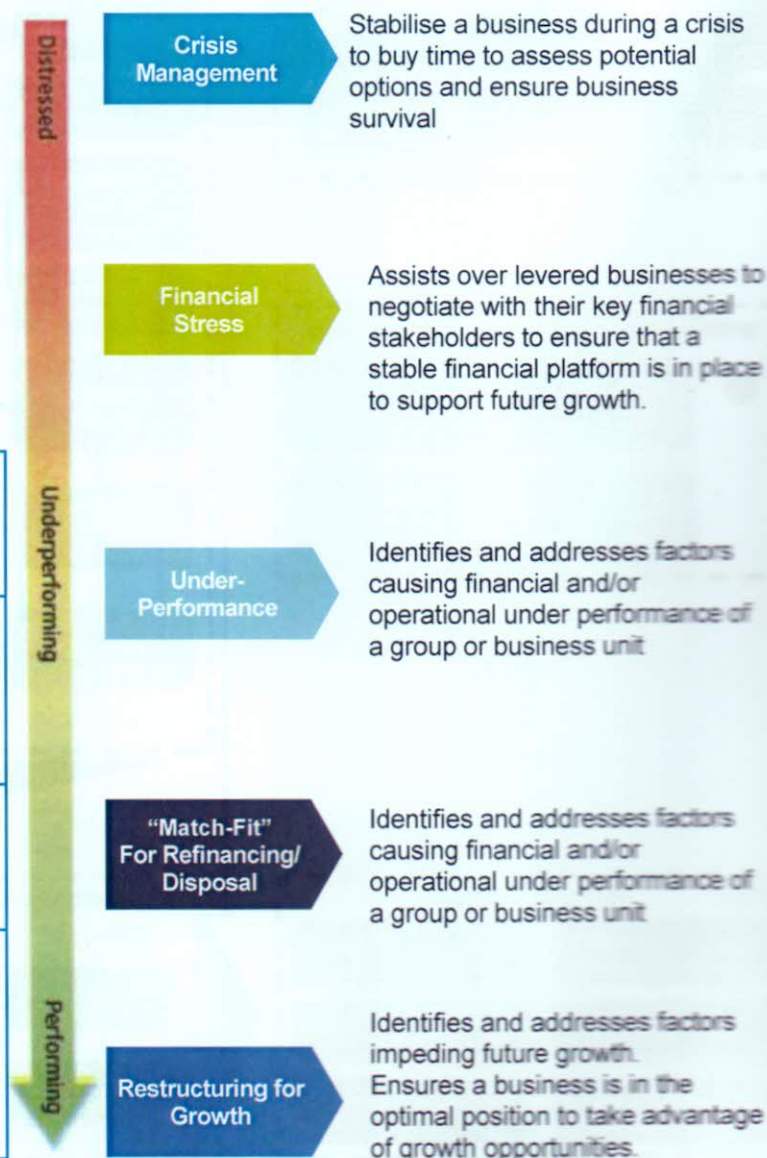 Distressed
Crisis
Management
Stabilise a business during a crisis
to buy time to assess potential
options and ensure business
survival
Financial
Stress
Assists over levered businesses to
negotiate with their key financial
stakeholders to ensure that a
stable financial platform is in place
to support future growth.
Underperforming
Under-
Performance
Identifies and addresses factors
causing financial and/or
operational under performance of
a group or business unit
"Match-Fit"
For Refinancing/
Disposal
Identifies and addresses factors
causing financial and/or
operational under performance of
a group or business unit
Performing
Restructuring for
Growth
Identifies and addresses factors
impeding future growth.
Ensures a business is in the
optimal position to take advantage
of growth opportunities.